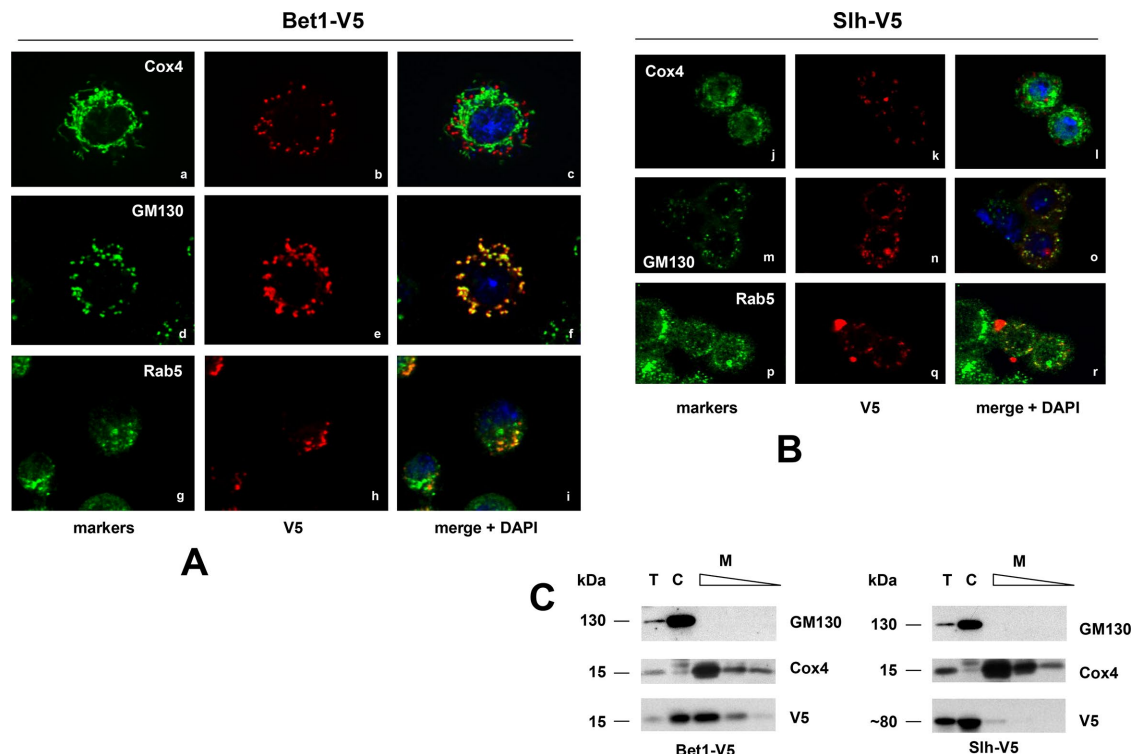 Bet1-V5
Cox4
a
b
c
GM130
d
e
f
Rab5
g
h
i
markers
V5
merge + DAPI
A
Slh-V5
Cox4
j
k
l
GM130
m
n
o
Rab5
p
q
r
markers
V5
merge + DAPI
B
C
kDa
T
C
M
130
GM130
15
Cox4
15
V5
Bet1-V5
kDa
T
C
M
130
GM130
15
Cox4
~80
V5
Slh-V5